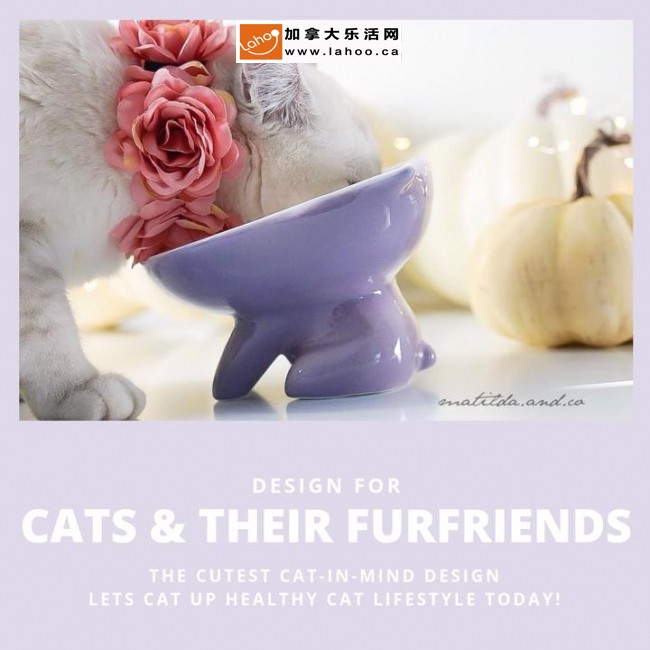 Lahoo
加拿大乐活网
www.lahoo.ca
matilda.and.co
DESIGN FOR
CATS & THEIR FURFRIENDS
THE CUTEST CAT-IN-MIND DESIGN
LETS CAT UP HEALTHY CAT LIFESTYLE TODAY!